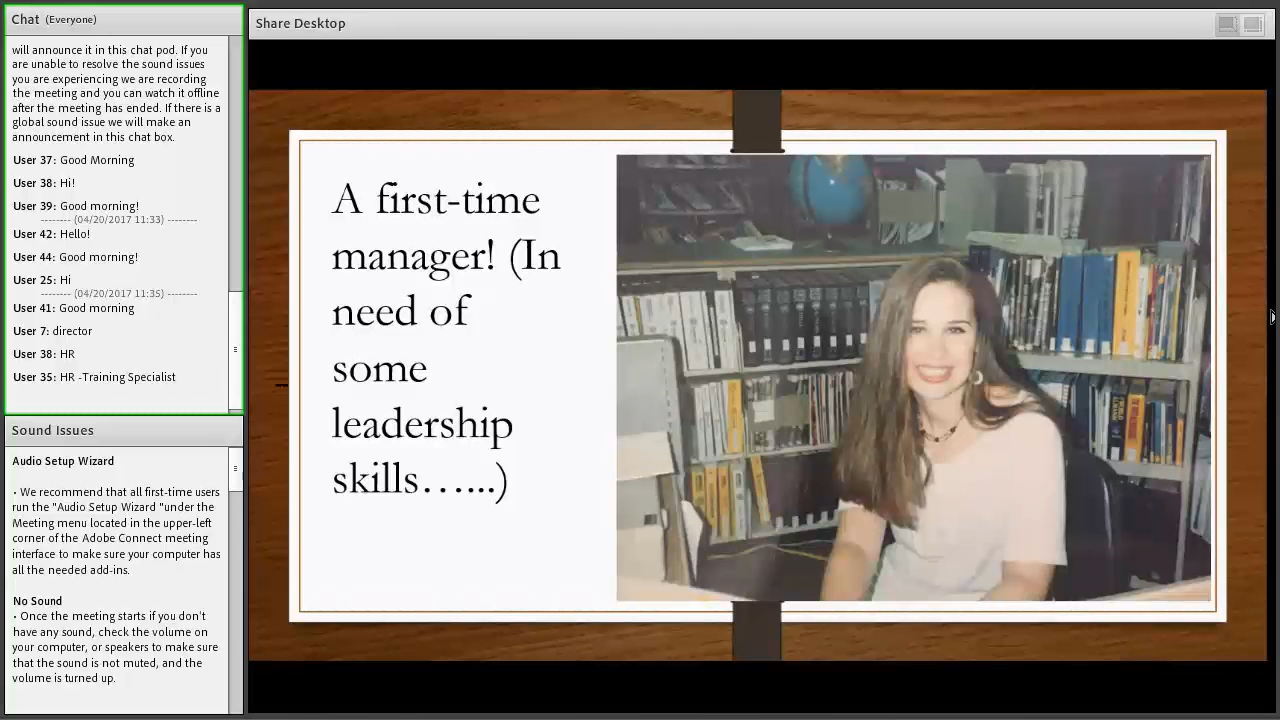 Chat (Everyone)
will announce it in this chat pod. If you
are unable to resolve the sound issues
you are experiencing we are recording
the meeting and you can watch it offline
after the meeting has ended. If there is a
global sound issue we will make an
announcement in this chat box.
User 37: Good Morning
User 38: Hi!
User 39: Good morning!
-------- (04/20/2017 11:33) --------
User 42: Hello!
User 44: Good morning!
User 25: Hi
-------- (04/20/2017 11:35) --------
User 41: Good morning
User 7: director
User 38: HR
User 35: HR -Training Specialist
Sound Issues
Audio Setup Wizard
• We recommend that all first-time users
run the "Audio Setup Wizard "under the
Meeting menu located in the upper-left
corner of the Adobe Connect meeting
interface to make sure your computer has
all the needed add-ins.
No Sound
• Once the meeting starts if you don't
have any sound, check the volume on
your computer, or speakers to make sure
that the sound is not muted, and the
volume is turned up.
Share Desktop
A first-time
manager! (In
need of
some
leadership
skills…...)